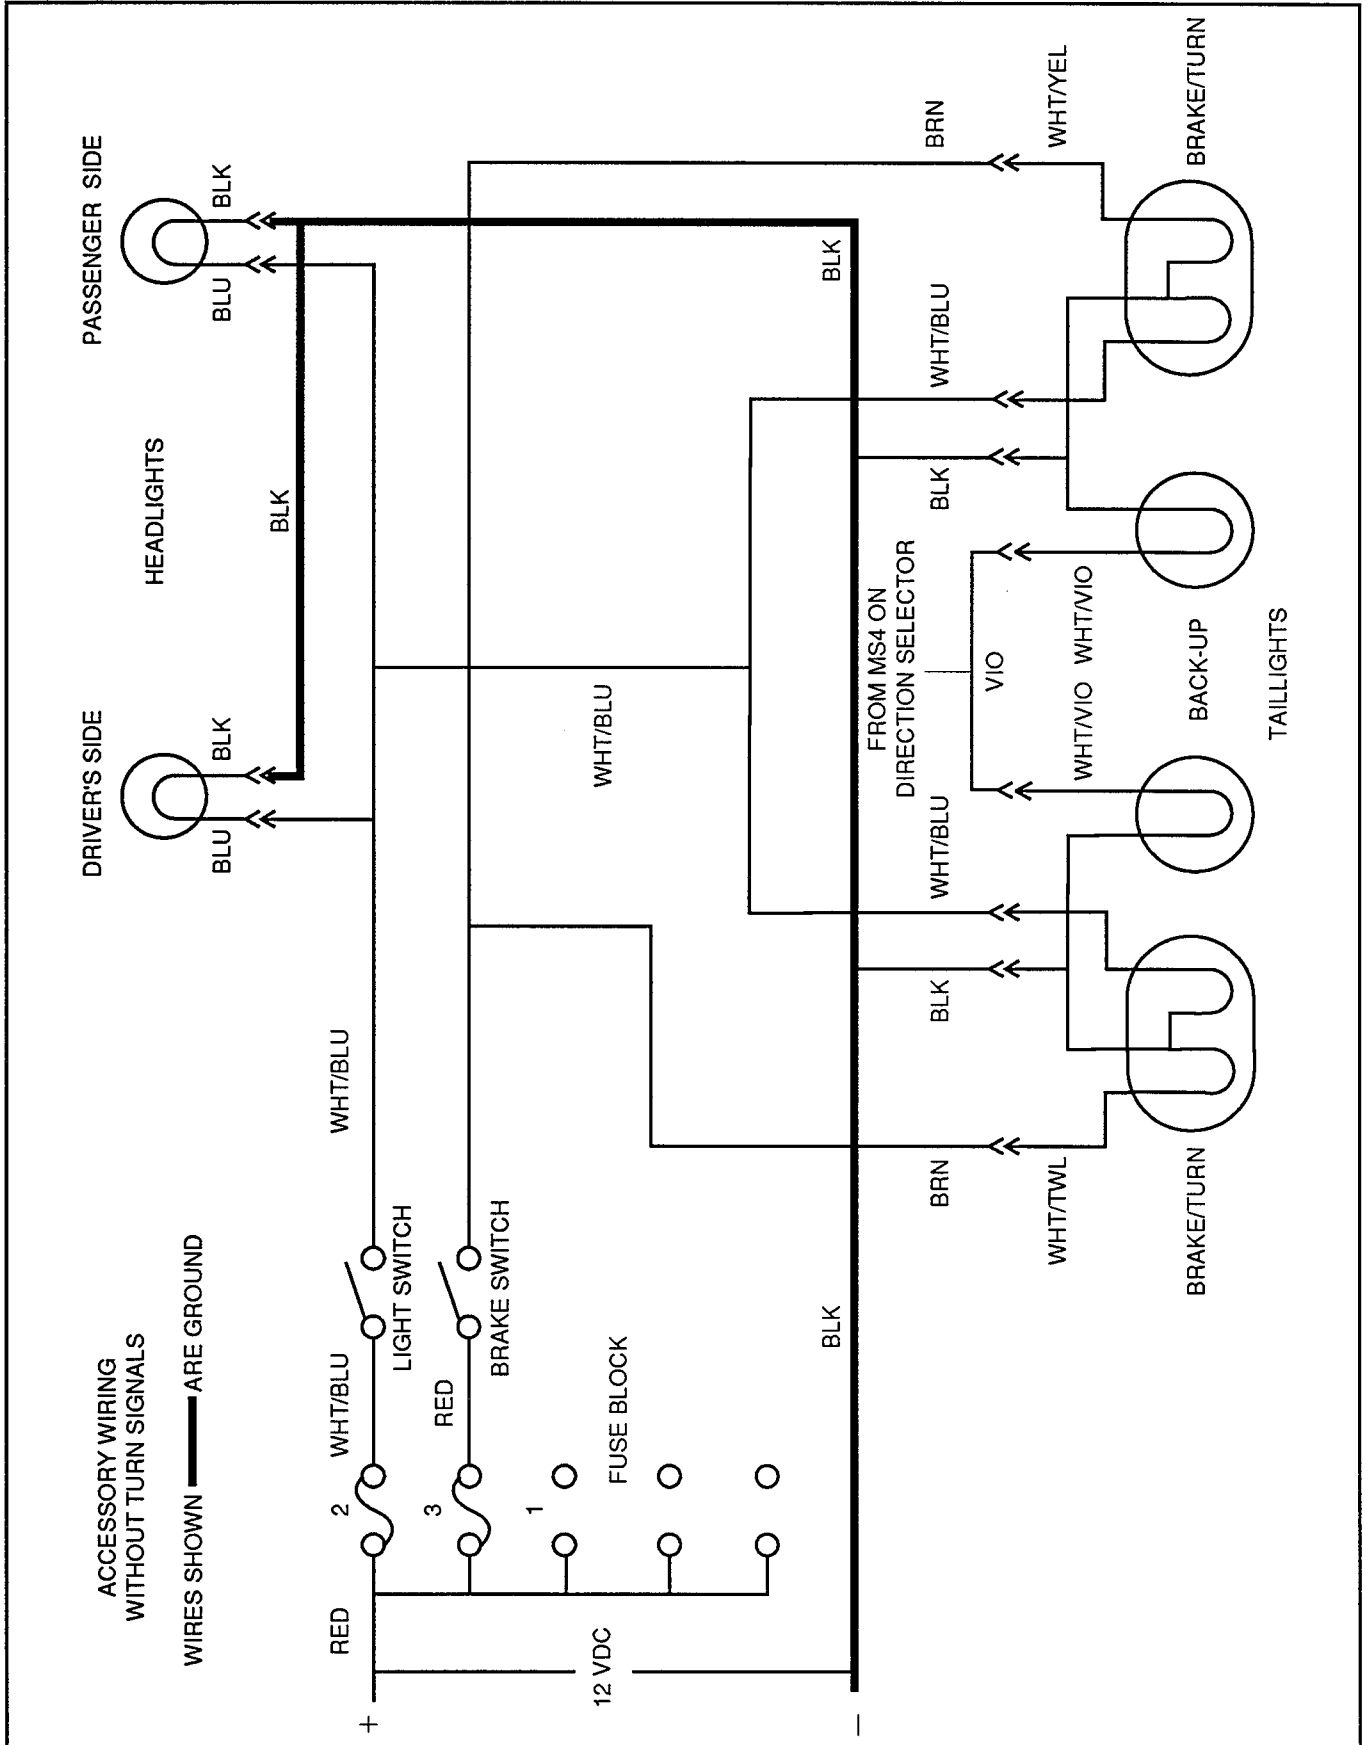 ACCESSORY WIRING
WITHOUT TURN SIGNALS
WIRES SHOWN ARE GROUND
DRIVER'S SIDE
HEADLIGHTS
PASSENGER SIDE
BLU
BLK
BLU
BLK
BLK
+
RED
2
WHT/BLU
LIGHT SWITCH
WHT/BLU
3
RED
BRAKE SWITCH
1
FUSE BLOCK
12 VDC
WHT/BLU
–
BLK
BLK
FROM MS4 ON
DIRECTION SELECTOR
BRN
BLK
WHT/BLU
VIO
BLK
WHT/BLU
BRN
WHT/TWL
WHT/VIO
WHT/VIO
WHT/YEL
BRAKE/TURN
BACK-UP
BRAKE/TURN
TAILLIGHTS